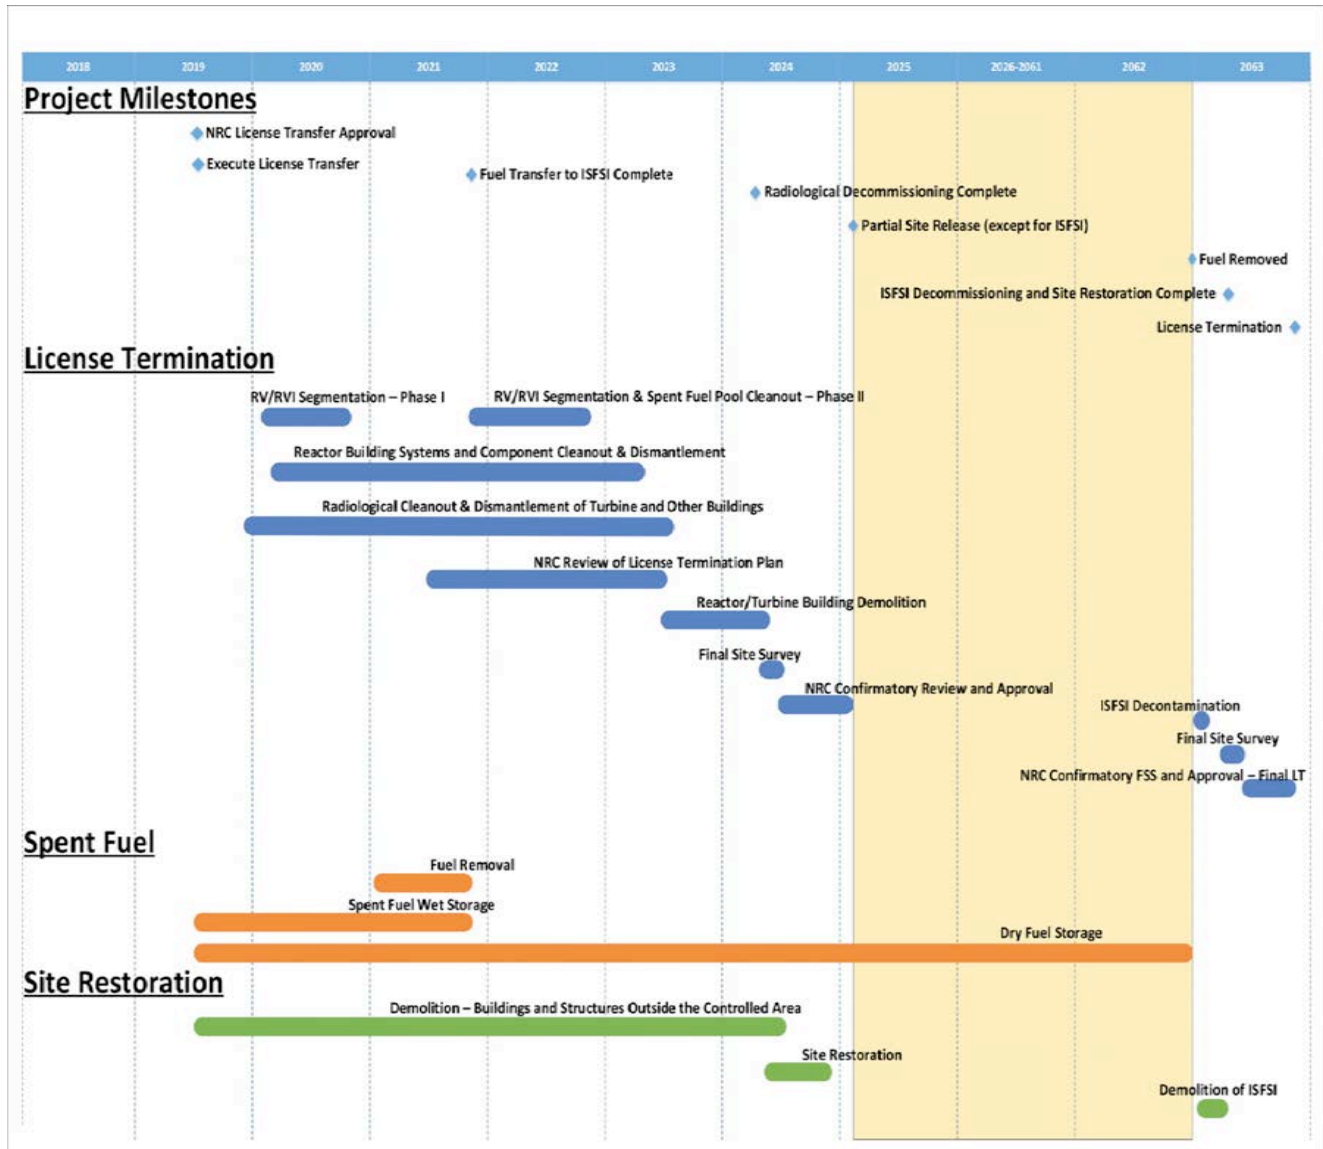 2018 2019 2020 2021 2022 2023 2024 2025 2026-2061 2062 2063
Project Milestones
NRC License Transfer Approval
Execute License Transfer
Fuel Transfer to ISFSI Complete
Radiological Decommissioning Complete
Partial Site Release (except for ISFSI)
Fuel Removed
ISFSI Decommissioning and Site Restoration Complete
License Termination
License Termination
RV/RVI Segmentation – Phase I
RV/RVI Segmentation & Spent Fuel Pool Cleanout – Phase II
Reactor Building Systems and Component Cleanout & Dismantlement
Radiological Cleanout & Dismantlement of Turbine and Other Buildings
NRC Review of License Termination Plan
Reactor/Turbine Building Demolition
Final Site Survey
NRC Confirmatory Review and Approval
ISFSI Decontamination
Final Site Survey
NRC Confirmatory FSS and Approval – Final LT
Spent Fuel
Fuel Removal
Spent Fuel Wet Storage
Dry Fuel Storage
Site Restoration
Demolition – Buildings and Structures Outside the Controlled Area
Site Restoration
Demolition of ISFSI